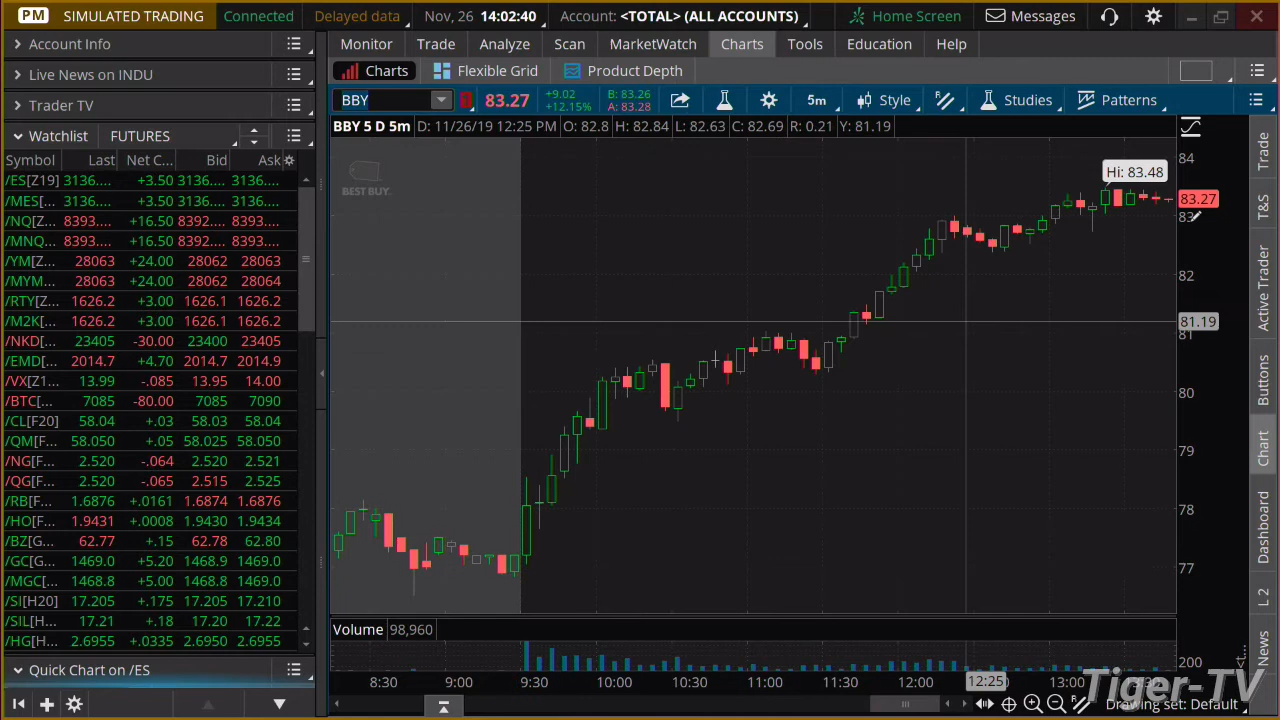 PM SIMULATED TRADING Connected Delayed data Nov, 26 14:02:40 Account: <TOTAL> (ALL ACCOUNTS) Home Screen Messages
Account Info
Live News on INDU
Trader TV
Watchlist FUTURES
Symbol Last Net C... Bid Ask
/ES[Z19] 3136.... +3.50 3136.... 3136....
/MES[... 3136.... +3.50 3136.... 3136....
/NQ[Z... 8393.... +16.50 8392.... 8393....
/MNQ... 8393.... +16.50 8392.... 8393....
/YM[Z... 28063 +24.00 28062 28063
/MYM... 28063 +24.00 28062 28064
/RTY[Z... 1626.2 +3.00 1626.1 1626.2
/M2K... 1626.2 +3.00 1626.1 1626.2
/NKD[... 23405 -30.00 23400 23405
/EMD[... 2014.7 +4.70 2014.7 2014.9
/VX[Z1... 13.99 -.085 13.95 14.00
/BTC[... 7085 -80.00 7085 7090
/CL[F20] 58.04 +.03 58.03 58.04
/QM[F... 58.050 +.05 58.025 58.050
/NG[F... 2.520 -.064 2.520 2.521
/QG[F... 2.520 -.064 2.515 2.525
/RB[F... 1.6876 +.0161 1.6874 1.6876
/HO[F... 1.9431 +.0008 1.9430 1.9434
/BZ[G... 62.77 +.15 62.78 62.80
/GC[G... 1469.0 +5.20 1468.9 1469.0
/MGC[... 1468.8 +5.00 1468.8 1469.0
/SI[H20] 17.205 +.175 17.205 17.210
/SIL[H... 17.21 +.18 17.20 17.22
/HG[H... 2.6955 +.0335 2.6950 2.6955
Quick Chart on /ES
Monitor Trade Analyze Scan MarketWatch Charts Tools Education Help
Charts Flexible Grid Product Depth
BBY 83.27 +9.02 B: 83.26 5m Style Studies Patterns
+12.15% A: 83.28
BBY 5 D 5m D: 11/26/19 12:25 PM O: 82.8 H: 82.84 L: 82.63 C: 82.69 R: 0.21 Y: 81.19
BEST BUY.
Hi: 83.48
84
83.27
83
82
81.19
81
80
79
78
77
Volume 98,960
200
8:30 9:00 9:30 10:00 10:30 11:00 11:30 12:00 12:25 13:00
Drawing set: Default
Trade
T&S
Active Trader
Buttons
Chart
Dashboard
L 2
News
Tiger-TV